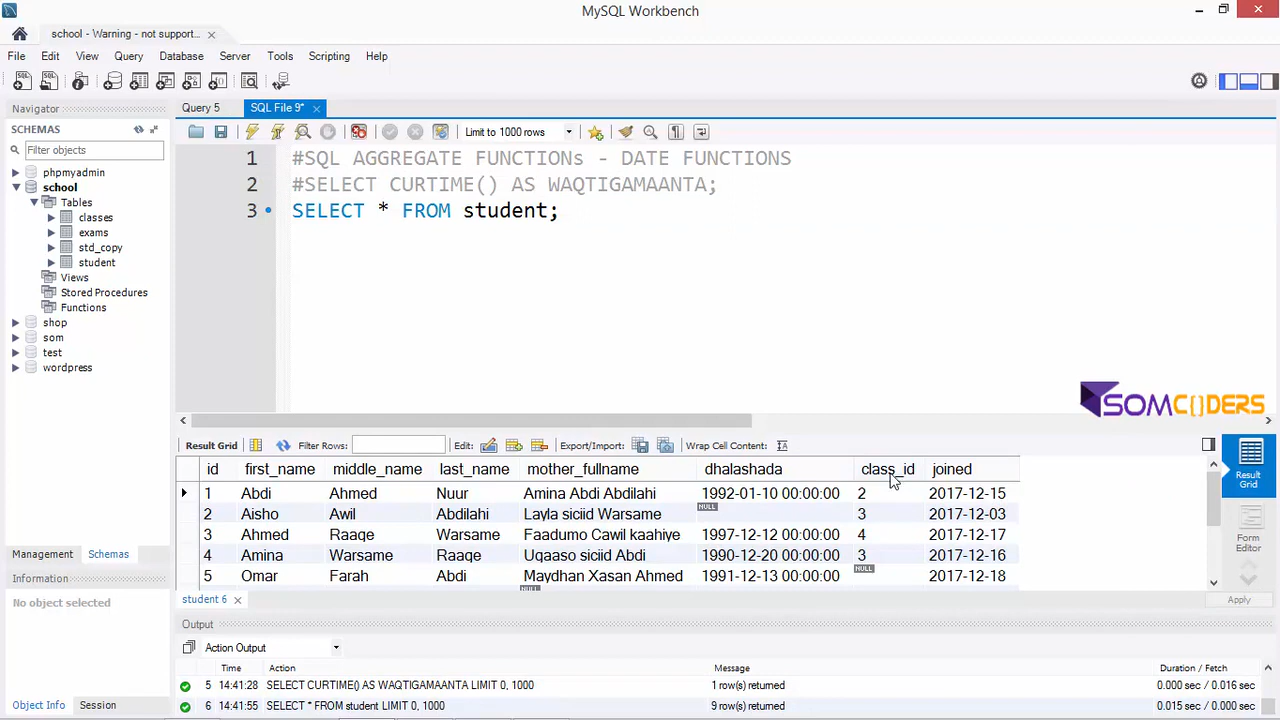 MySQL Workbench
school - Warning - not support...
File Edit View Query Database Server Tools Scripting Help
Navigator
SCHEMAS
Filter objects
phpmyadmin
school
Tables
classes
exams
std_copy
student
Views
Stored Procedures
Functions
shop
som
test
wordpress
Management Schemas
Information
No object selected
Object Info Session
Query 5 SQL File 9*
Limit to 1000 rows
1 #SQL AGGREGATE FUNCTIONs - DATE FUNCTIONS
2 #SELECT CURTIME() AS WAQTIGAMAANTA;
3 SELECT * FROM student;
SOMC{}DERS
Result Grid Filter Rows: Edit: Export/Import: Wrap Cell Content:
id first_name middle_name last_name mother_fullname dhalashada class_id joined
1 Abdi Ahmed Nuur Amina Abdi Abdilahi 1992-01-10 00:00:00 2 2017-12-15
2 Aisho Awil Abdilahi Layla siciid Warsame NULL 3 2017-12-03
3 Ahmed Raage Warsame Faadumo Cawil kaahiye 1997-12-12 00:00:00 4 2017-12-17
4 Amina Warsame Raage Ugaaso siciid Abdi 1990-12-20 00:00:00 3 2017-12-16
5 Omar Farah Abdi Maydhan Xasan Ahmed 1991-12-13 00:00:00 NULL 2017-12-18
NULL
Result Grid
Form Editor
student 6
Apply
Output
Action Output
Time Action Message Duration / Fetch
5 14:41:28 SELECT CURTIME() AS WAQTIGAMAANTA LIMIT 0, 1000 1 row(s) returned 0.000 sec / 0.016 sec
6 14:41:55 SELECT * FROM student LIMIT 0, 1000 9 row(s) returned 0.015 sec / 0.000 sec